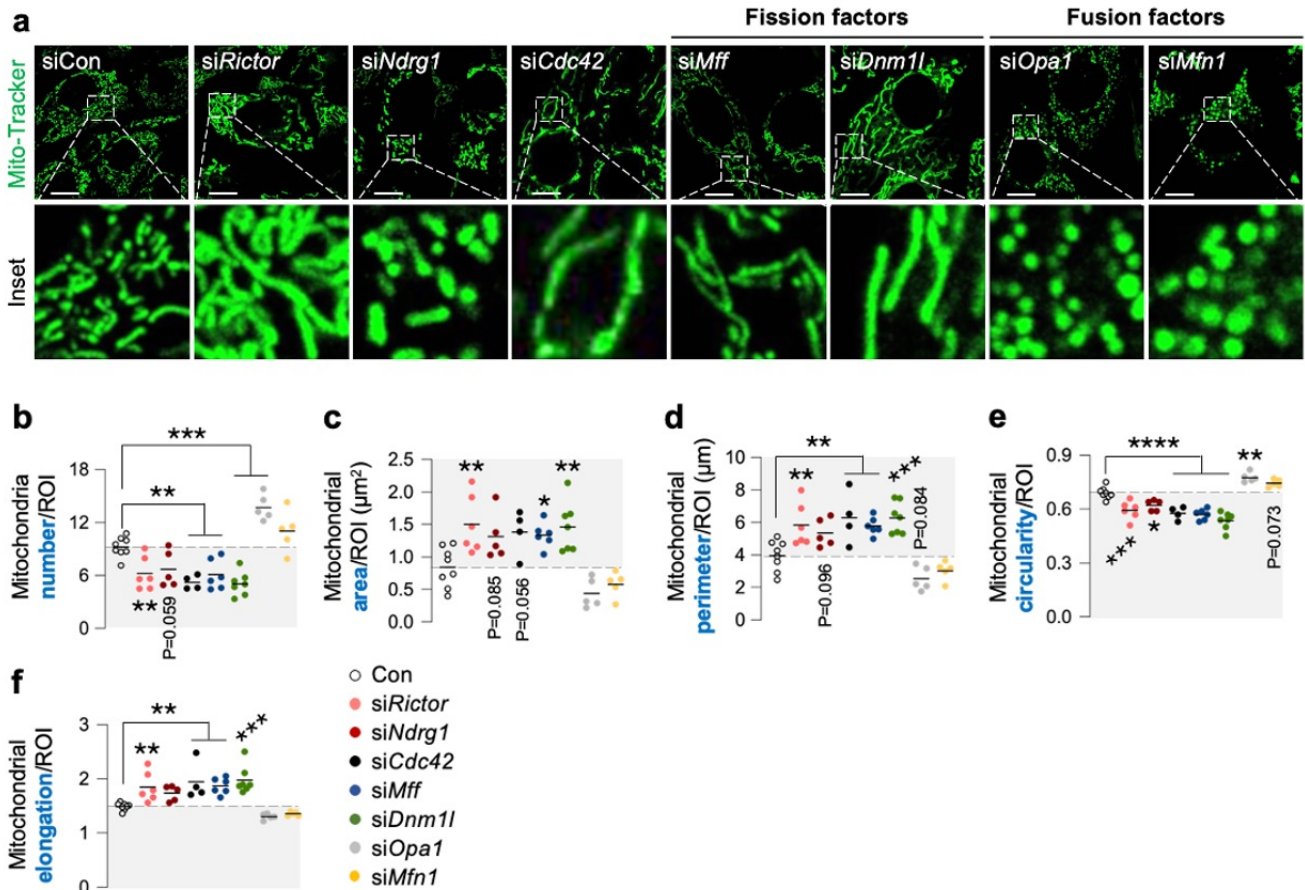 a
Fission factors
Fusion factors
Mito-Tracker
siCon
siRictor
siNdrg1
siCdc42
siMff
siDnm1l
siOpa1
siMfn1
Inset
b
Mitochondria
number/ROI
18
12
6
0
***
**
**
P=0.059
c
Mitochondrial
area/ROI (µm²)
2.5
2.0
1.5
1.0
0.5
0.0
**
*
**
P=0.085
P=0.056
d
Mitochondrial
perimeter/ROI (µm)
10
8
6
4
2
0
**
**
***
P=0.096
P=0.084
e
Mitochondrial
circularity/ROI
0.9
0.6
0.3
0.0
****
**
***
*
P=0.073
f
Mitochondrial
elongation/ROI
3
2
1
0
**
**
***
Con
siRictor
siNdrg1
siCdc42
siMff
siDnm1l
siOpa1
siMfn1